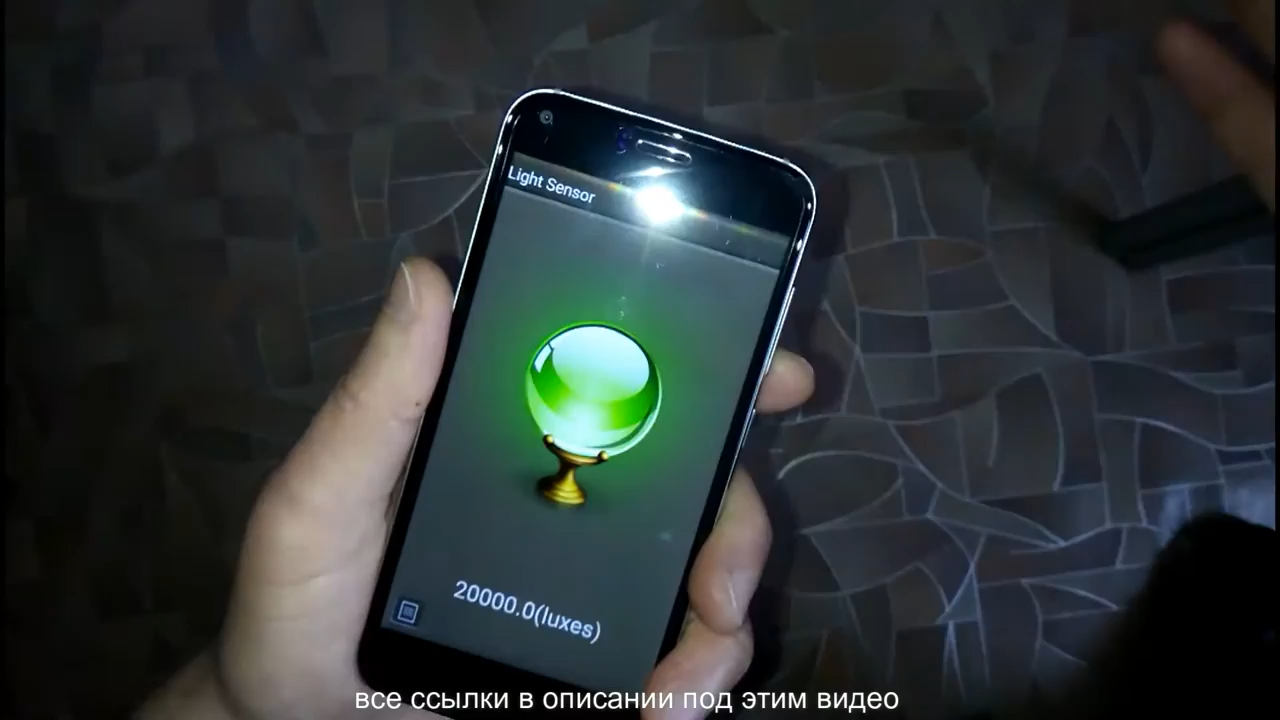 Light Sensor
20000.0(luxes)
все ссылки в описании под этим видео